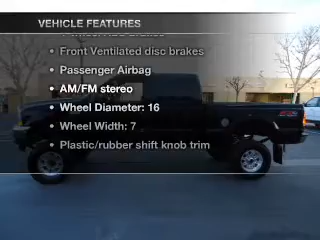 VEHICLE FEATURES
Front Ventilated disc brakes
Passenger Airbag
AM/FM stereo
Wheel Diameter: 16
Wheel Width: 7
Plastic/rubber shift knob trim